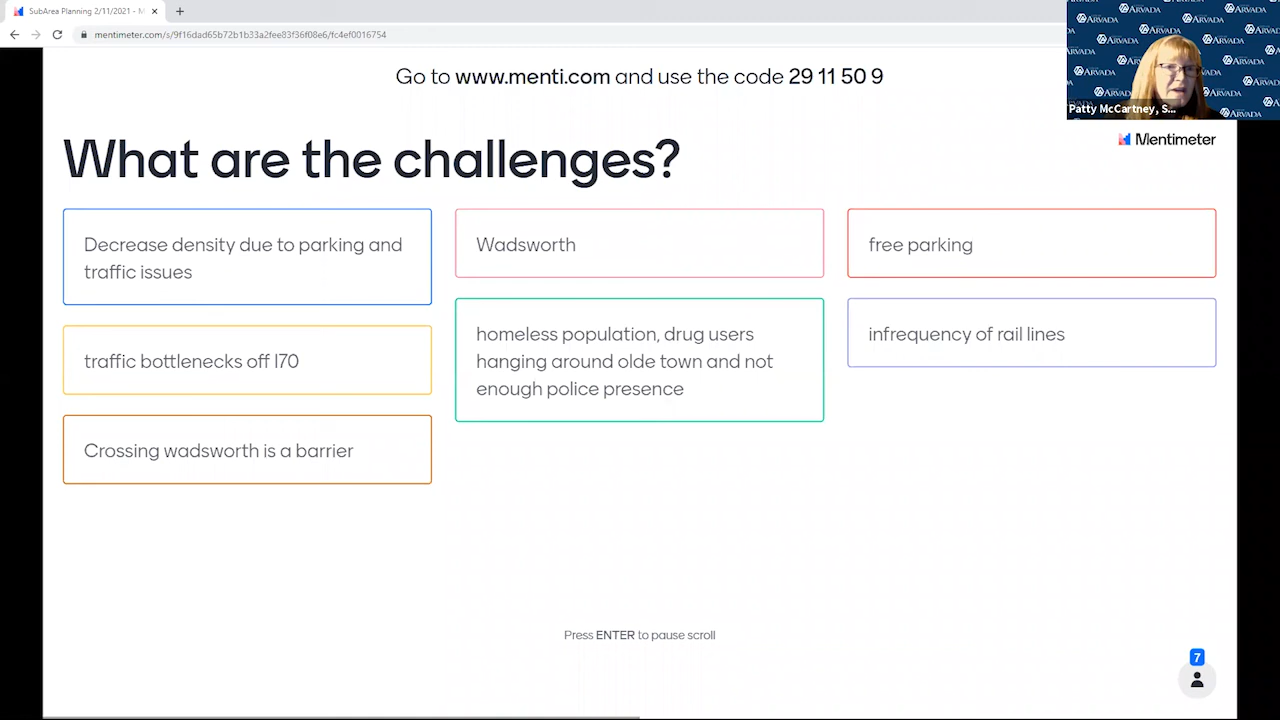 SubArea Planning 2/11/2021 - M
mentimeter.com/s/9f16dad65b72b1b33a2fee83f36f08e6/fc4ef0016754
Go to www.menti.com and use the code 29 11 50 9
ARVADA
Patty McCartney, S...
Mentimeter
What are the challenges?
Decrease density due to parking and
traffic issues
traffic bottlenecks off I70
Crossing wadsworth is a barrier
Wadsworth
homeless population, drug users
hanging around olde town and not
enough police presence
free parking
infrequency of rail lines
Press ENTER to pause scroll
7